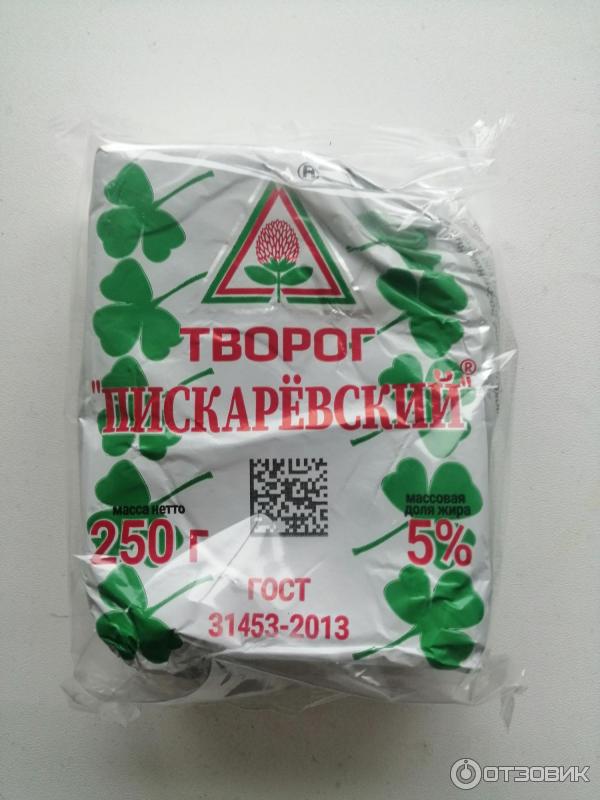 ®
ТВОРОГ
"ПИСКАРЁВСКИЙ"®
масса нетто
250 г
массовая
доля жира
5%
ГОСТ
31453-2013
ОТЗОВИК